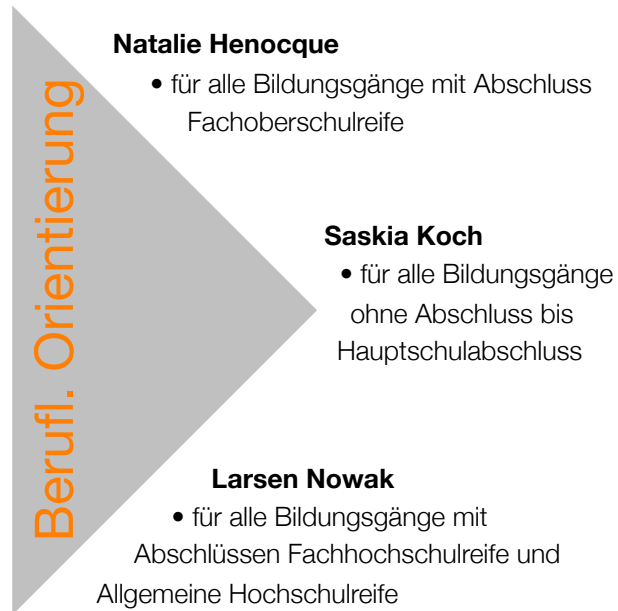 Berufl. Orientierung
Natalie Henocque
• für alle Bildungsgänge mit Abschluss
Fachoberschulreife
Saskia Koch
• für alle Bildungsgänge
ohne Abschluss bis
Hauptschulabschluss
Larsen Nowak
• für alle Bildungsgänge mit
Abschlüssen Fachhochschulreife und
Allgemeine Hochschulreife